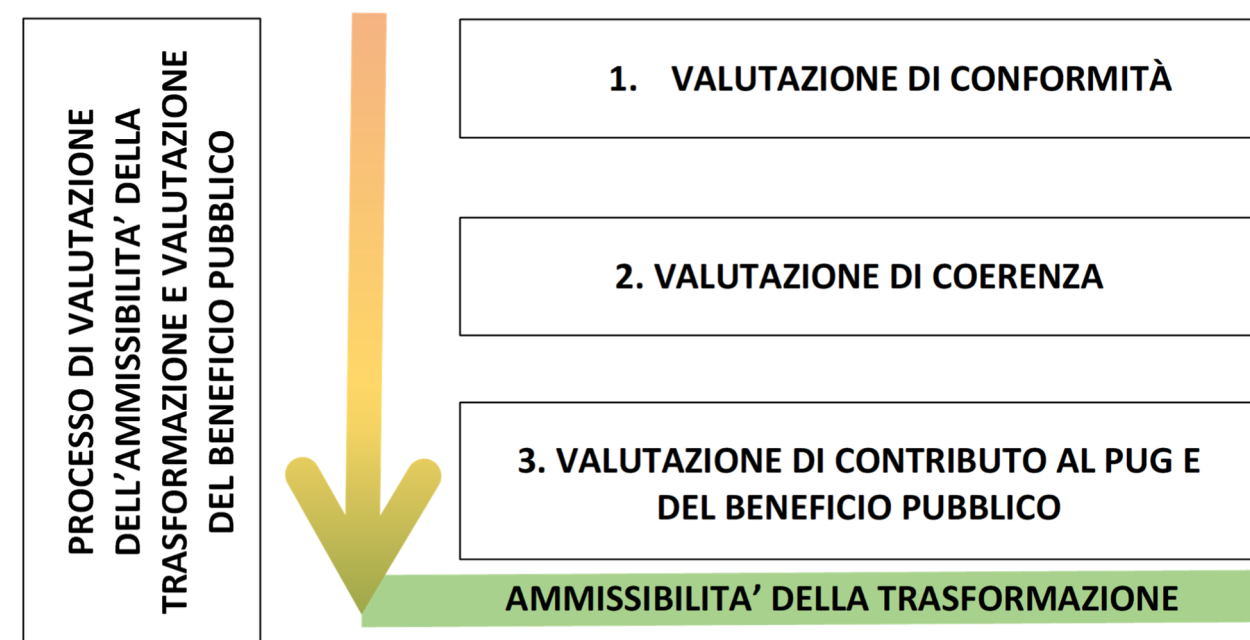 PROCESSO DI VALUTAZIONE
DELL’AMMISSIBILITA’ DELLA
TRASFORMAZIONE E VALUTAZIONE
DEL BENEFICIO PUBBLICO
1. VALUTAZIONE DI CONFORMITÀ
2. VALUTAZIONE DI COERENZA
3. VALUTAZIONE DI CONTRIBUTO AL PUG E
DEL BENEFICIO PUBBLICO
AMMISSIBILITA’ DELLA TRASFORMAZIONE